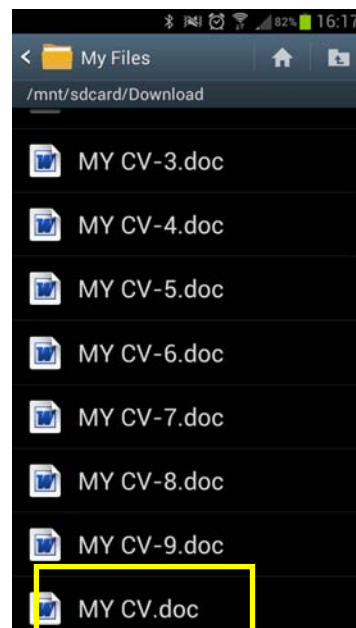 82% 16:17
My Files
/mnt/sdcard/Download
MY CV-3.doc
MY CV-4.doc
MY CV-5.doc
MY CV-6.doc
MY CV-7.doc
MY CV-8.doc
MY CV-9.doc
MY CV.doc